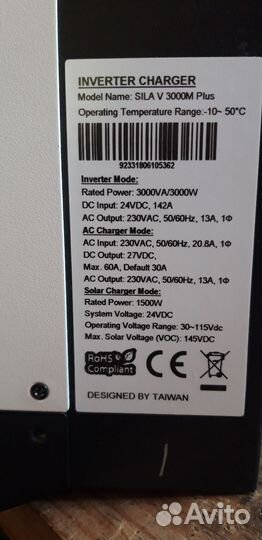 INVERTER CHARGER
Model Name: SILA V 3000M Plus
Operating Temperature Range:-10~ 50°C
92331806105362
Inverter Mode:
Rated Power: 3000VA/3000W
DC Input: 24VDC, 142A
AC Output: 230VAC, 50/60HZ, 13A, 1Φ
AC Charger Mode:
AC Input: 230VAC, 50/60HZ, 20.8A, 1Φ
DC Output: 27VDC,
Max. 60A, Default 30A
AC Output: 230VAC, 50/60HZ, 13A, 1Φ
Solar Charger Mode:
Rated Power: 1500W
System Voltage: 24VDC
Operating Voltage Range: 30~115Vdc
Max. Solar Voltage (VOC): 145VDC
RoHS
Compliant
CE
DESIGNED BY TAIWAN
Avito